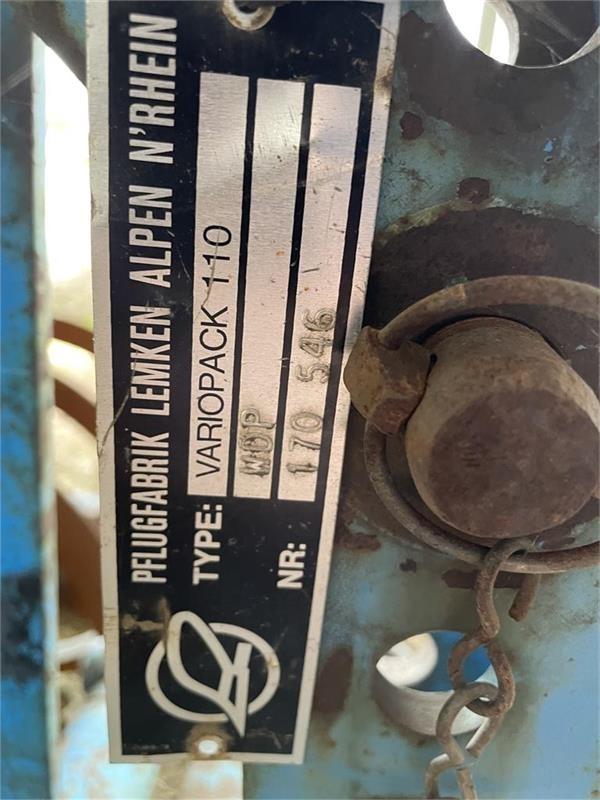 PFLUGFABRIK LEMKEN ALPEN N'RHEIN
TYPE: VARIOPACK 110
WDP
NR: 170 546